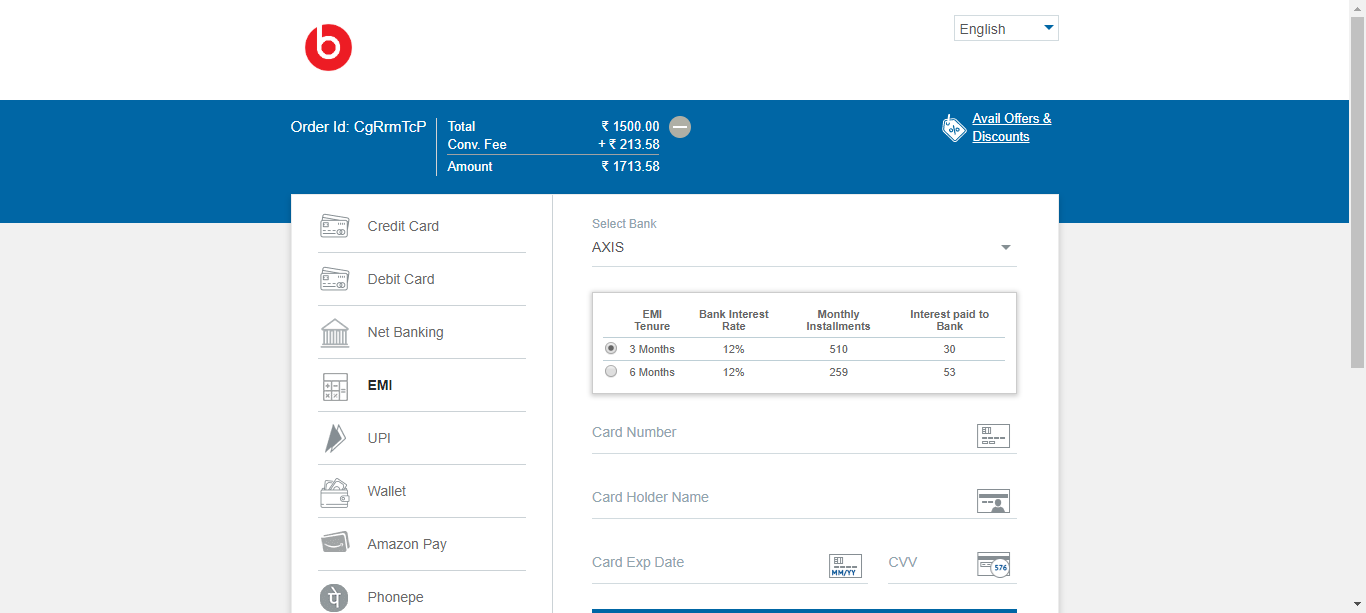 b
English
Order Id: CgRrmTcP
Total ₹ 1500.00
Conv. Fee + ₹ 213.58
Amount ₹ 1713.58
Avail Offers &
Discounts
Credit Card
Debit Card
Net Banking
EMI
UPI
Wallet
Amazon Pay
Phonepe
Select Bank
AXIS
EMI Tenure Bank Interest Rate Monthly Installments Interest paid to Bank
3 Months 12% 510 30
6 Months 12% 259 53
Card Number
Card Holder Name
Card Exp Date MM/YY CVV 576